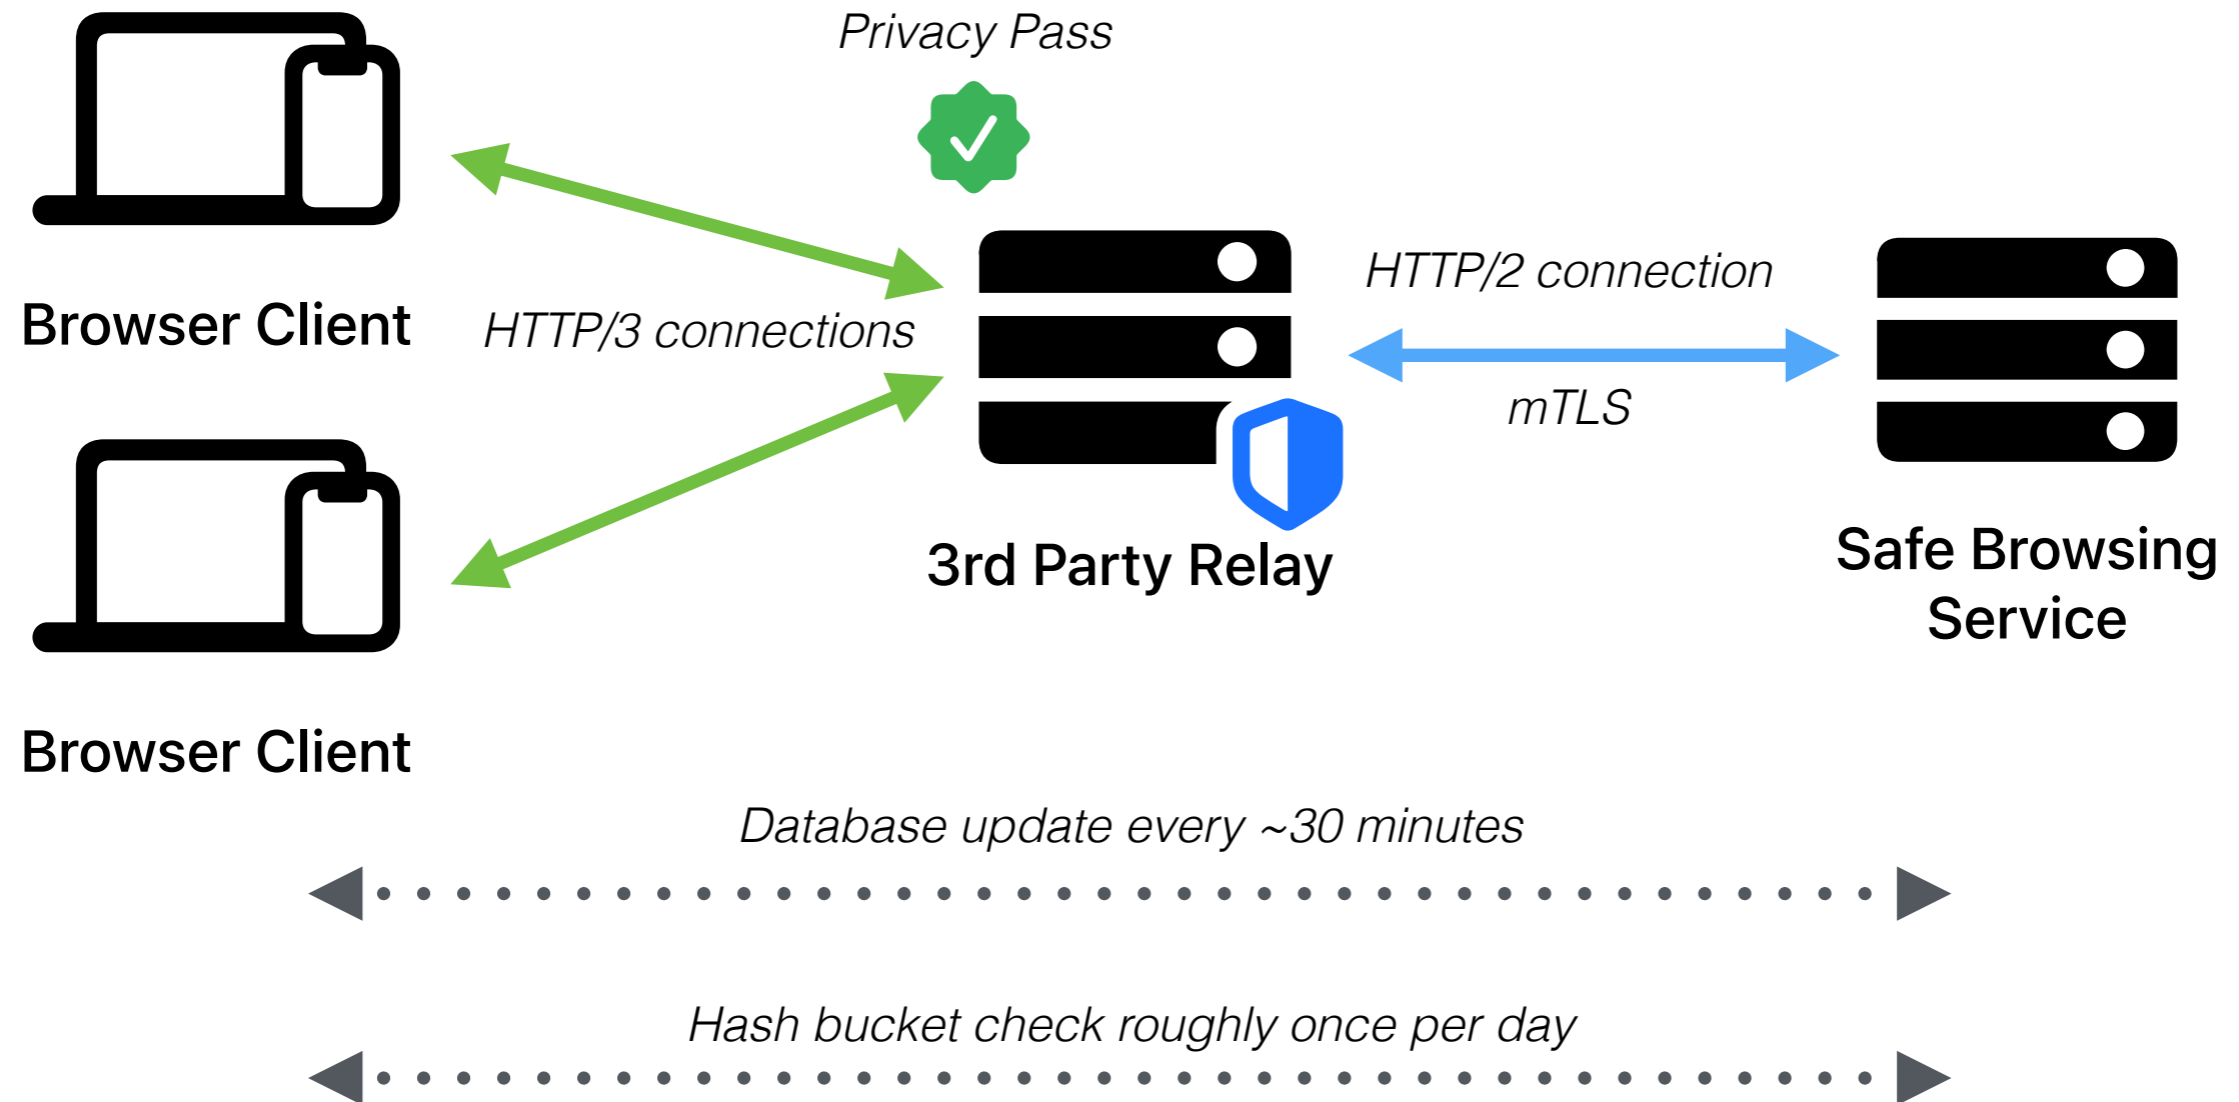 Privacy Pass
Browser Client
HTTP/3 connections
HTTP/2 connection
mTLS
3rd Party Relay
Safe Browsing
Service
Browser Client
Database update every ~30 minutes
Hash bucket check roughly once per day